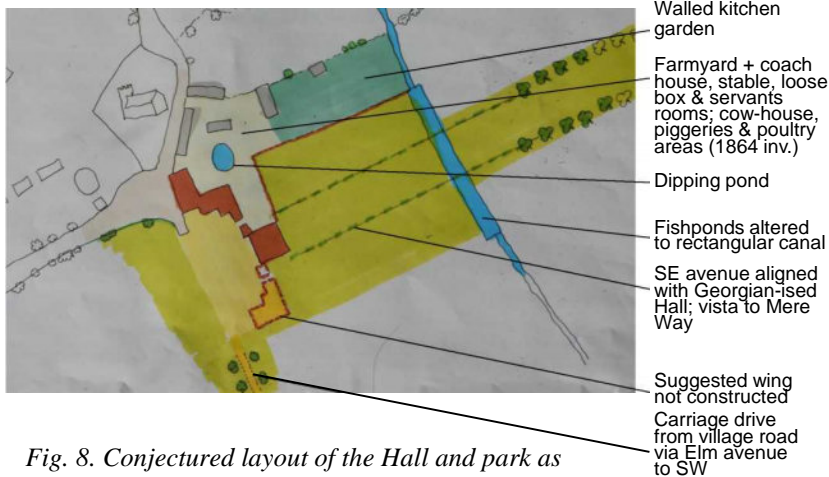 Walled kitchen
garden
Farmyard + coach
house, stable, loose
box & servants
rooms; cow-house,
piggeries & poultry
areas (1864 inv.)
Dipping pond
Fishponds altered
to rectangular canal
SE avenue aligned
with Georgian-ised
Hall; vista to Mere
Way
Suggested wing
not constructed
Carriage drive
from village road
via Elm avenue
to SW
Fig. 8. Conjectured layout of the Hall and park as